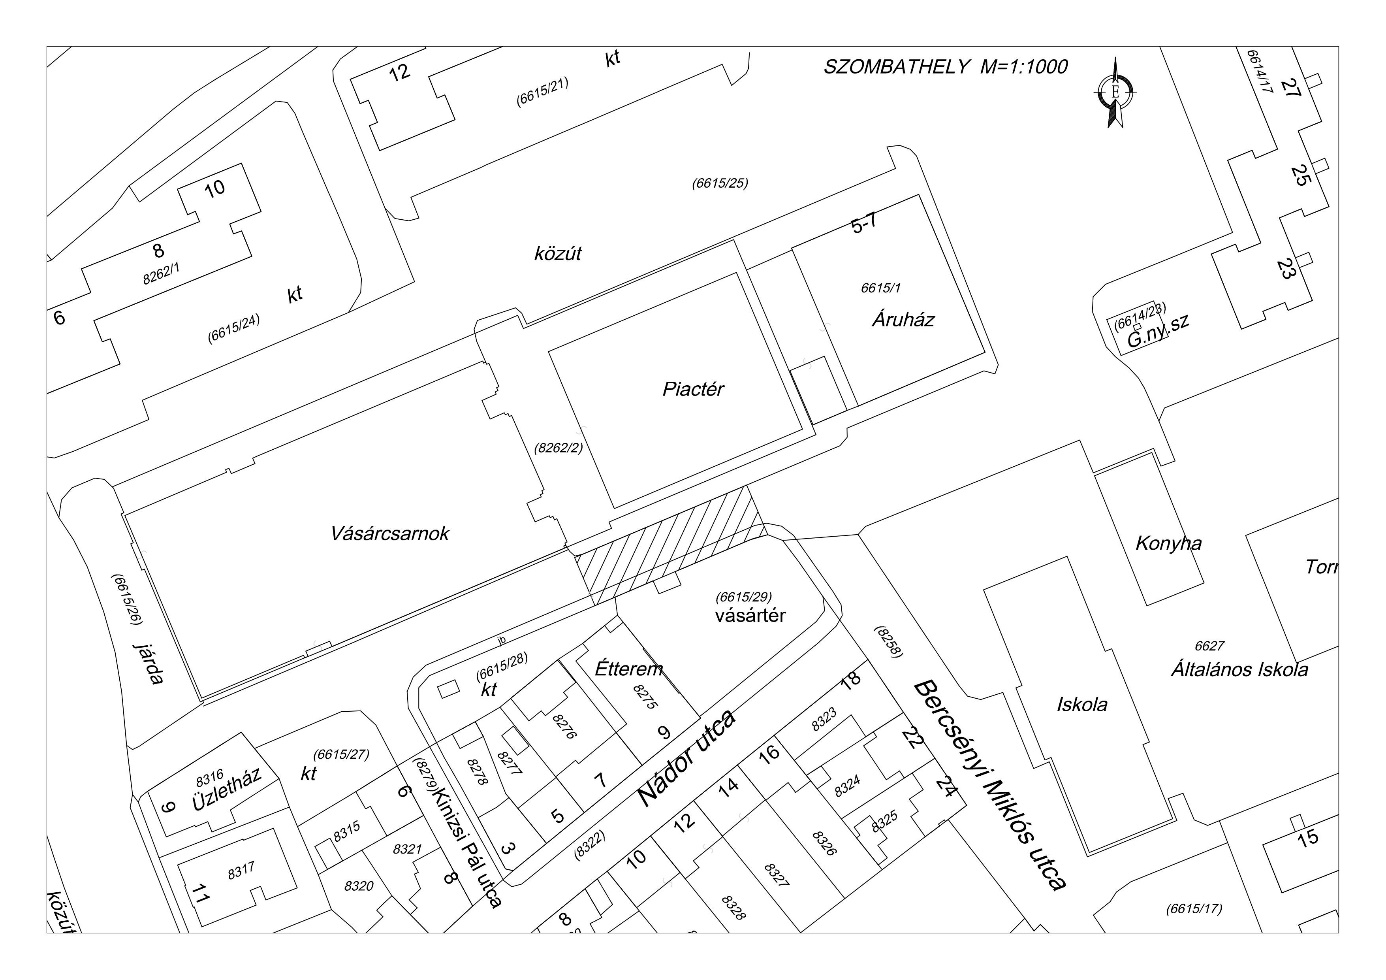 SZOMBATHELY M=1:1000
E
12
kt
(6615/21)
6614/17
27
25
23
10
8
8262/1
6
kt
(6615/24)
(6615/25)
közút
5-7
6615/1
Áruház
(6614/23)
G.ny.sz
Piactér
(8262/2)
Vásárcsarnok
Konyha
Torr
(6615/26)
járda
(6615/29)
vásártér
(8258)
6627
Általános Iskola
Iskola
jb
(6615/28)
kt
Étterem
8275
9
8276
8277
8278
7
5
3
Nádor utca
(8322)
18
8323
16
14
12
10
8
22
8324
24
8325
8326
8327
8328
Bercsényi Miklós utca
(6615/27)
kt
8316
Üzletház
9
8317
11
8315
6
8321
8320
8
(8279)
Kinizsi Pál utca
közút
15
(6615/17)